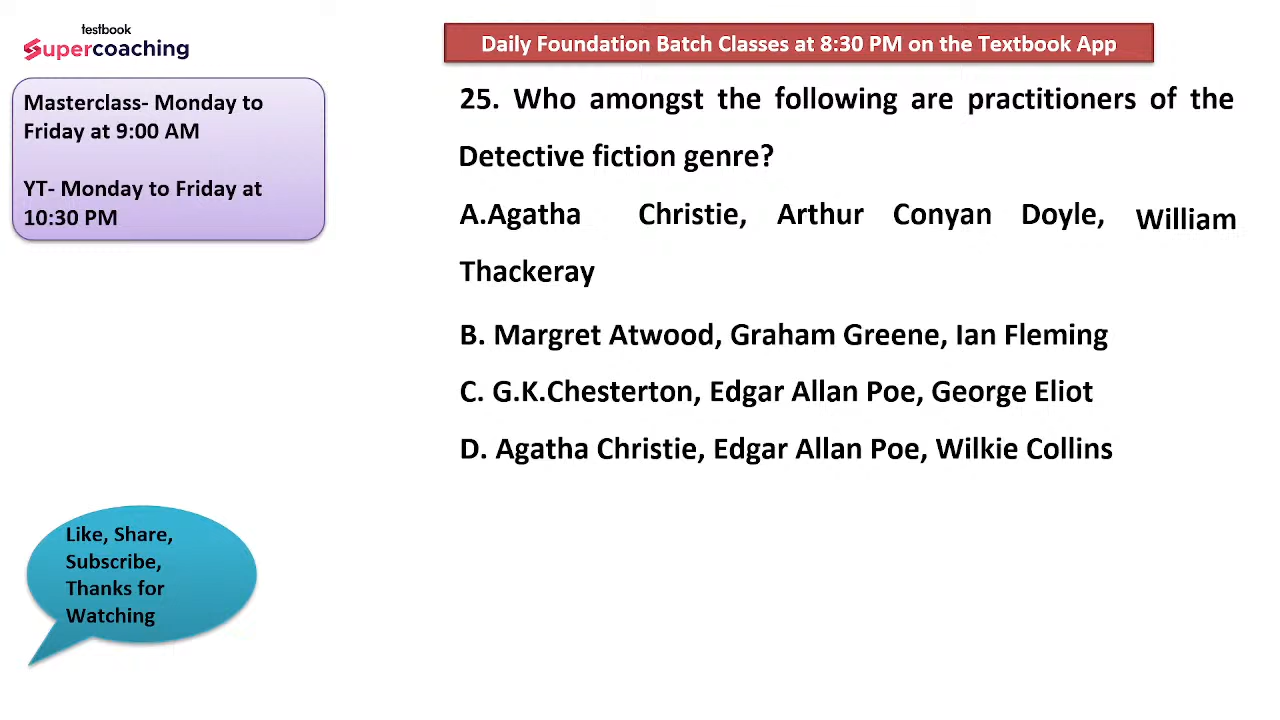 testbook
Supercoaching
Daily Foundation Batch Classes at 8:30 PM on the Textbook App
Masterclass- Monday to
Friday at 9:00 AM
YT- Monday to Friday at
10:30 PM
25. Who amongst the following are practitioners of the
Detective fiction genre?
A.Agatha Christie, Arthur Conyan Doyle, William
Thackeray
B. Margret Atwood, Graham Greene, Ian Fleming
C. G.K.Chesterton, Edgar Allan Poe, George Eliot
D. Agatha Christie, Edgar Allan Poe, Wilkie Collins
Like, Share,
Subscribe,
Thanks for
Watching